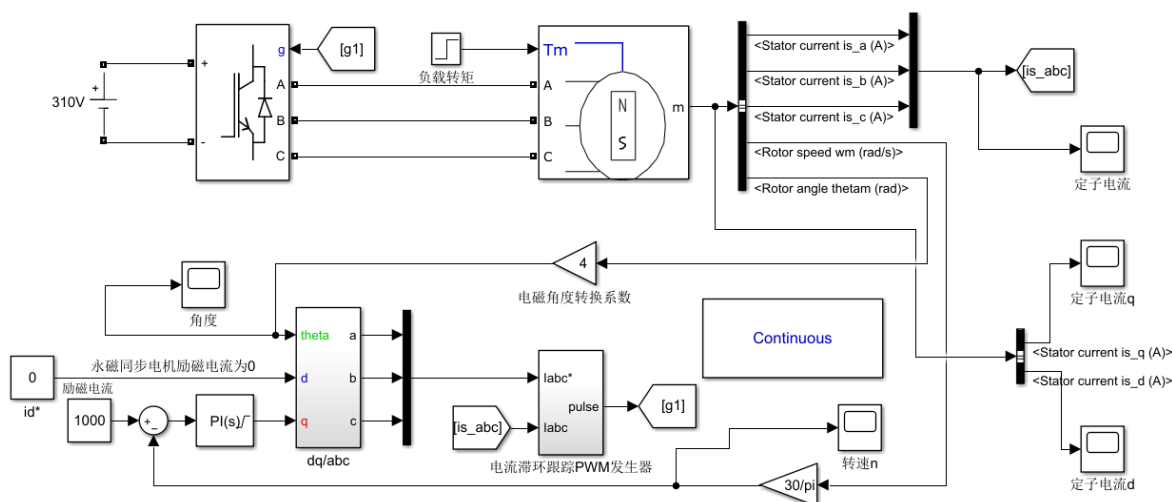 g
[g1]
Tm
负载转矩
+
A
A
N
S
m
<Stator current is_a (A)>
[is_abc]
310V
+
B
B
<Stator current is_b (A)>
-
C
C
<Stator current is_c (A)>
<Rotor speed wm (rad/s)>
<Rotor angle thetam (rad)>
定子电流
4
电磁角度转换系数
角度
定子电流q
Continuous
theta
a
<Stator current is_q (A)>
<Stator current is_d (A)>
永磁同步电机励磁电流为0
0
励磁电流
id*
d
b
Iabc*
pulse
[g1]
1000
+
-
PI(s)
q
c
[is_abc]
Iabc
dq/abc
电流滞环跟踪PWM发生器
转速n
30/pi
定子电流d